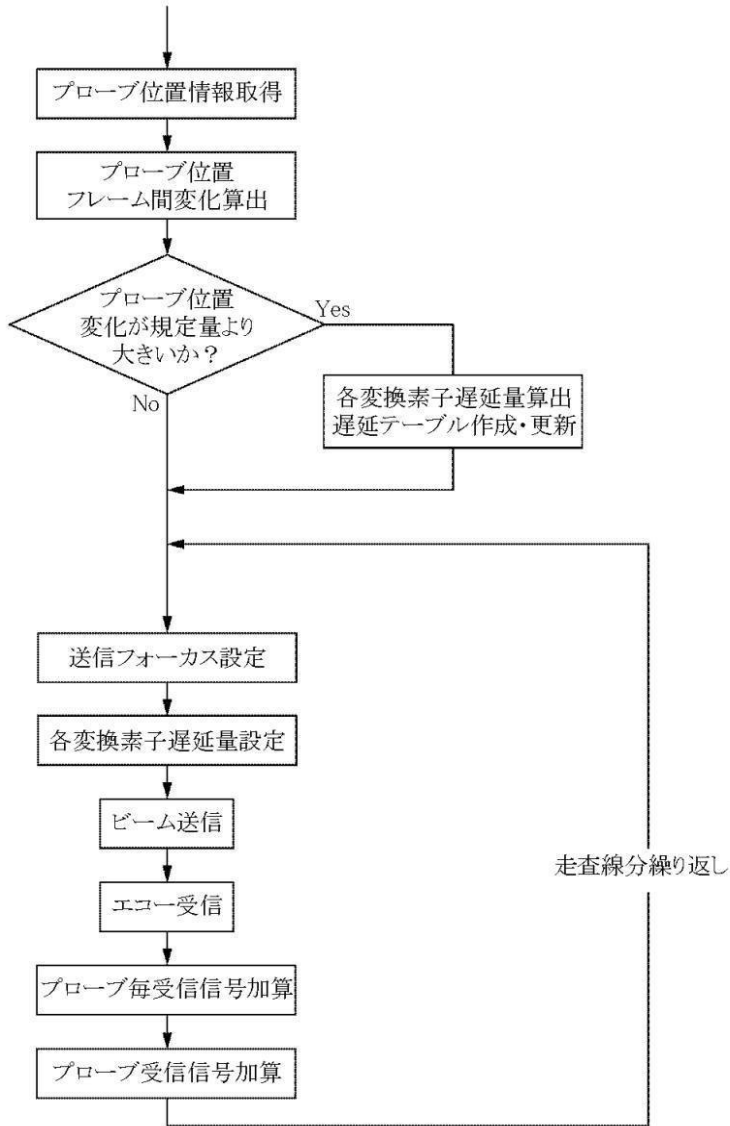 プローブ位置情報取得
プローブ位置
フレーム間変化算出
プローブ位置
変化が規定量より
大きいか？
Yes
No
各変換素子遅延量算出
遅延テーブル作成・更新
送信フォーカス設定
各変換素子遅延量設定
ビーム送信
エコー受信
プローブ毎受信信号加算
プローブ受信信号加算
走査線分繰り返し